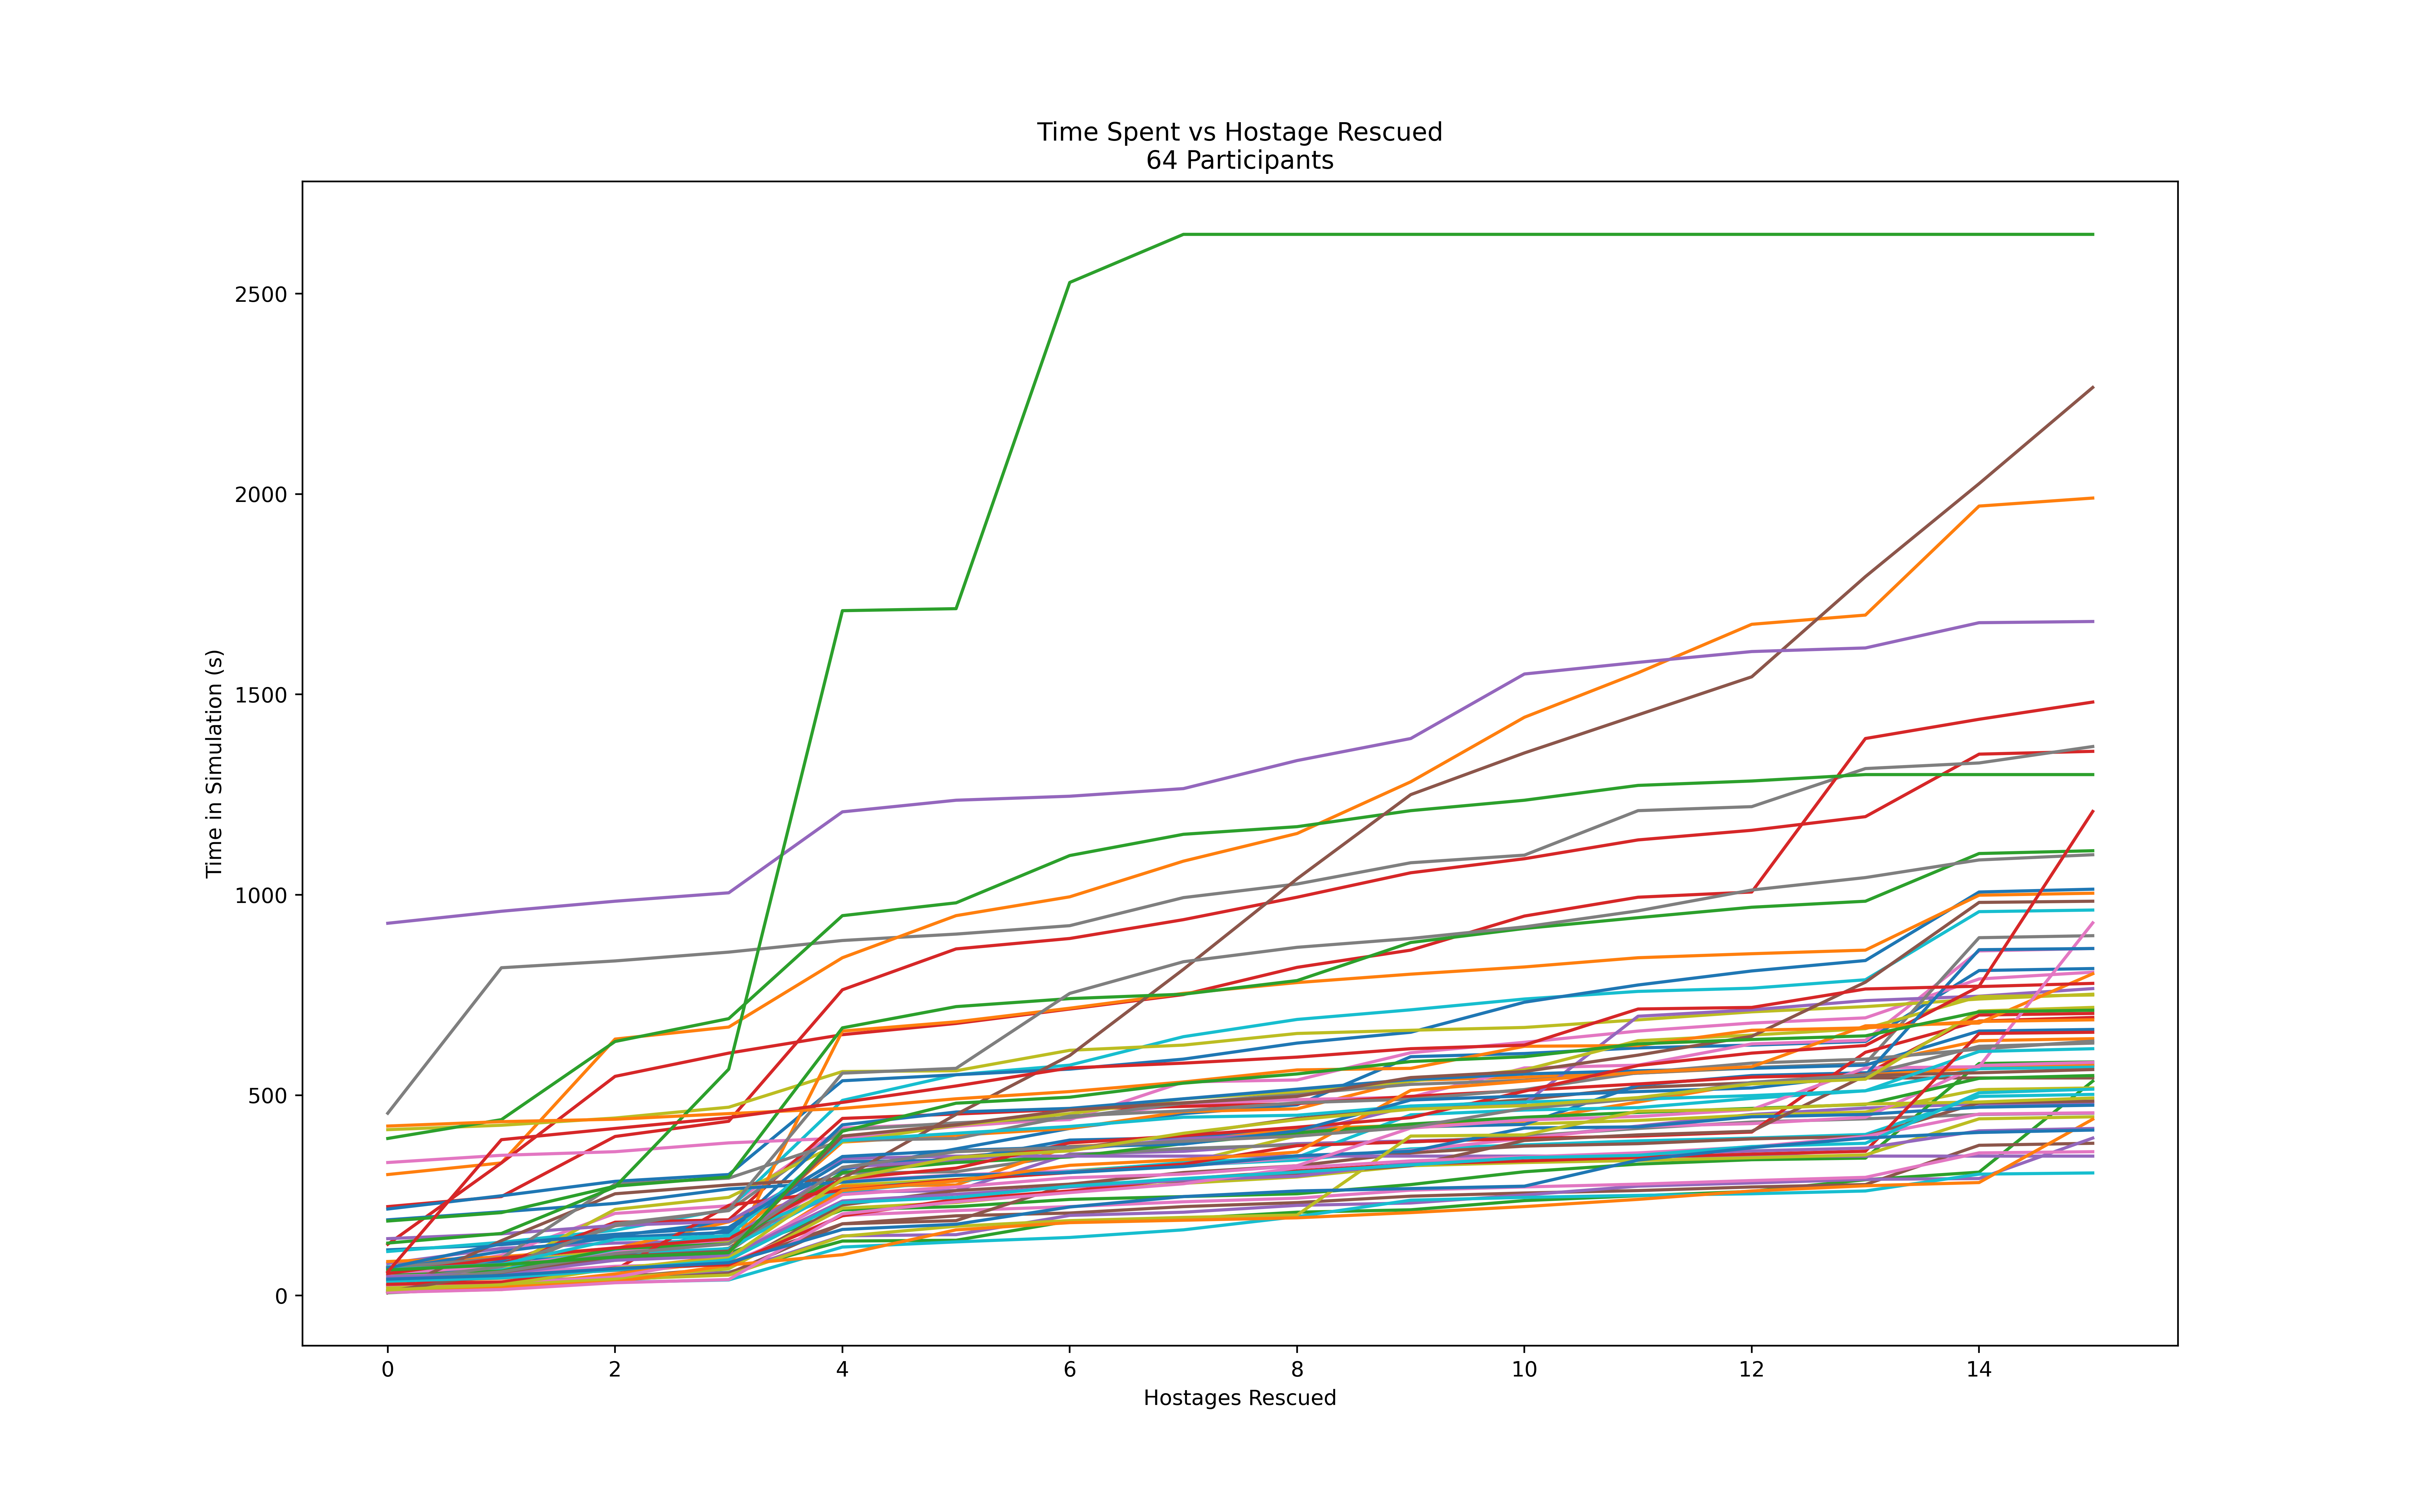 Time Spent vs Hostage Rescued
64 Participants
2500
2000
1500
1000
500
0
Time in Simulation (s)
0 2 4 6 8 10 12 14
Hostages Rescued